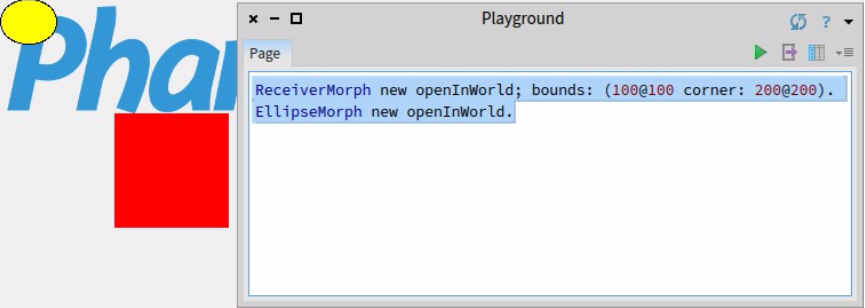 Phar
Playground
?
Page
ReceiverMorph new openInWorld; bounds: (100@100 corner: 200@200).
EllipseMorph new openInWorld.